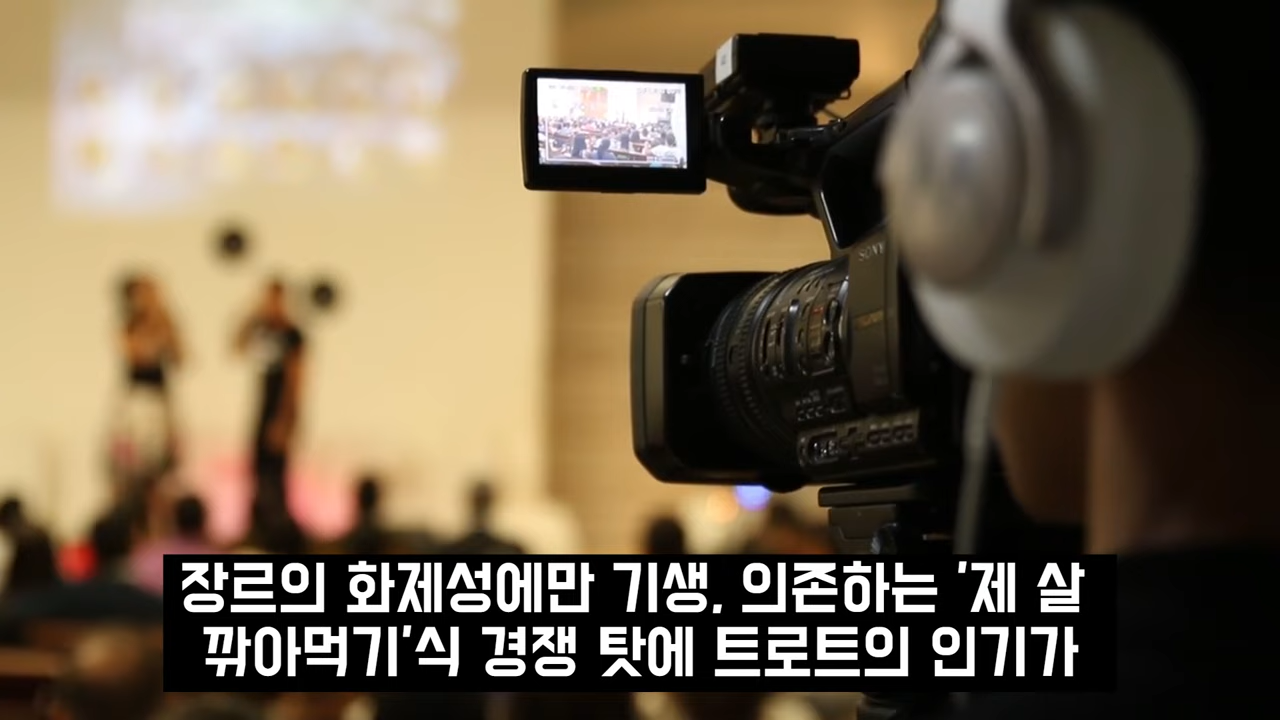 SONY
장르의 화제성에만 기생, 의존하는 '제 살
깎아먹기'식 경쟁 탓에 트로트의 인기가